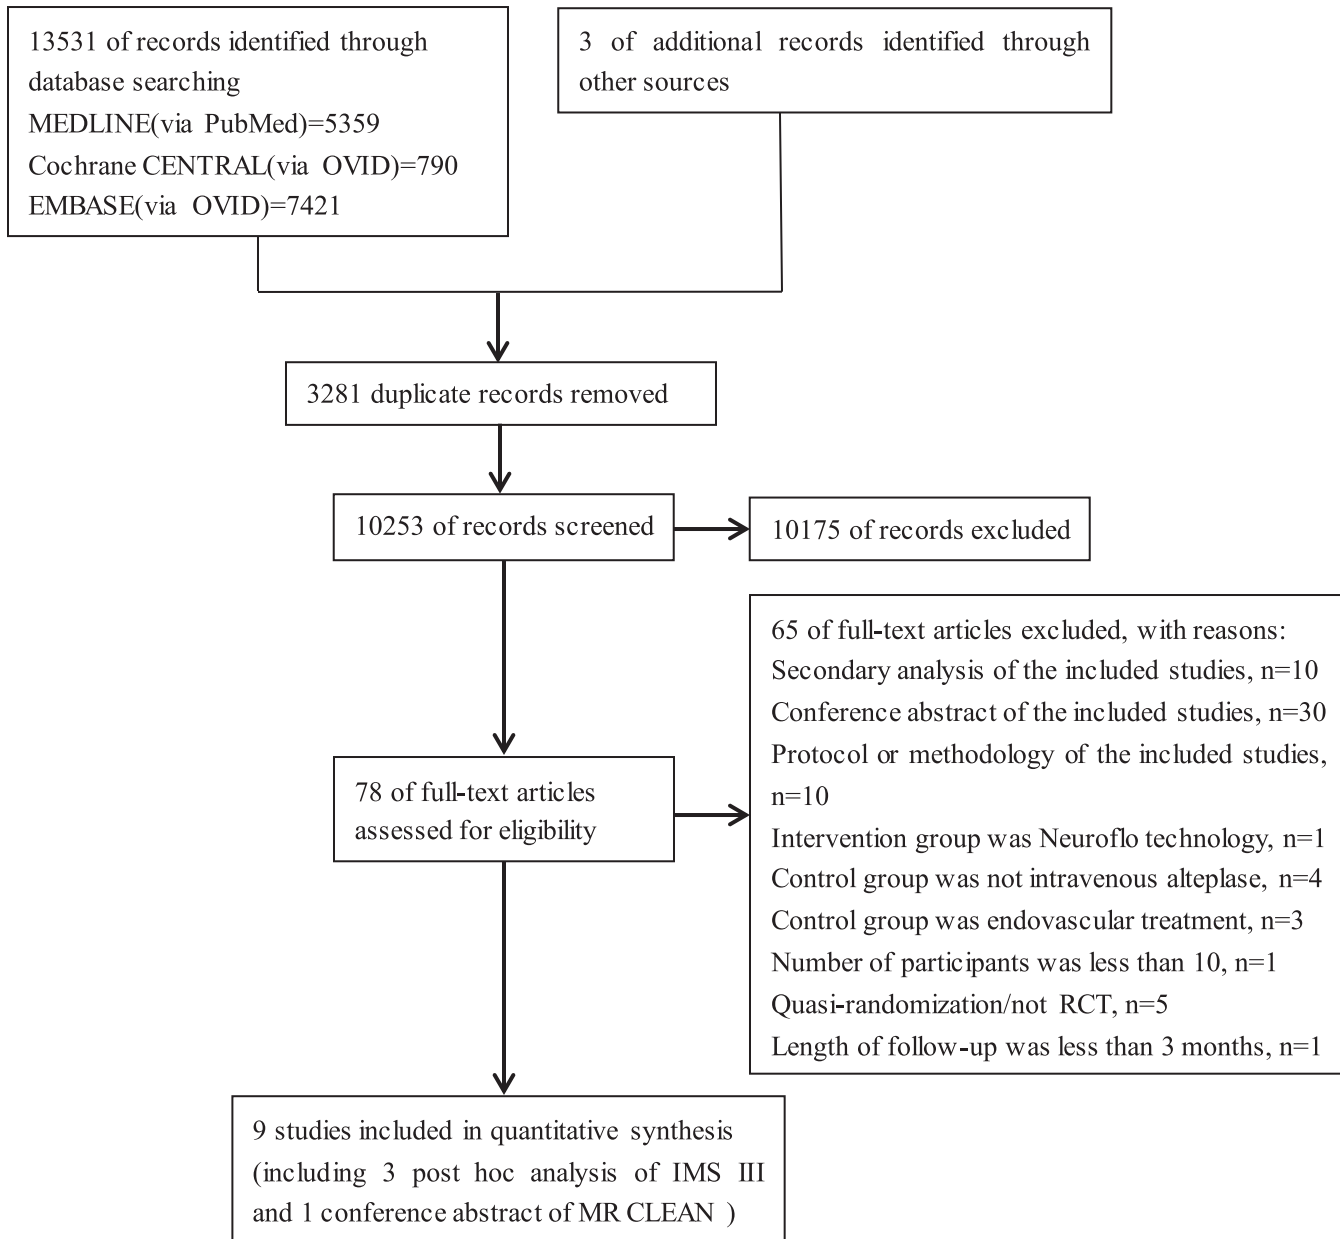 13531 of records identified through
database searching
MEDLINE(via PubMed)=5359
Cochrane CENTRAL(via OVID)=790
EMBASE(via OVID)=7421
3 of additional records identified through
other sources
3281 duplicate records removed
10253 of records screened
10175 of records excluded
65 of full-text articles excluded, with reasons:
Secondary analysis of the included studies, n=10
Conference abstract of the included studies, n=30
Protocol or methodology of the included studies,
n=10
Intervention group was Neuroflo technology, n=1
Control group was not intravenous alteplase, n=4
Control group was endovascular treatment, n=3
Number of participants was less than 10, n=1
Quasi-randomization/not RCT, n=5
Length of follow-up was less than 3 months, n=1
78 of full-text articles
assessed for eligibility
9 studies included in quantitative synthesis
(including 3 post hoc analysis of IMS III
and 1 conference abstract of MR CLEAN )